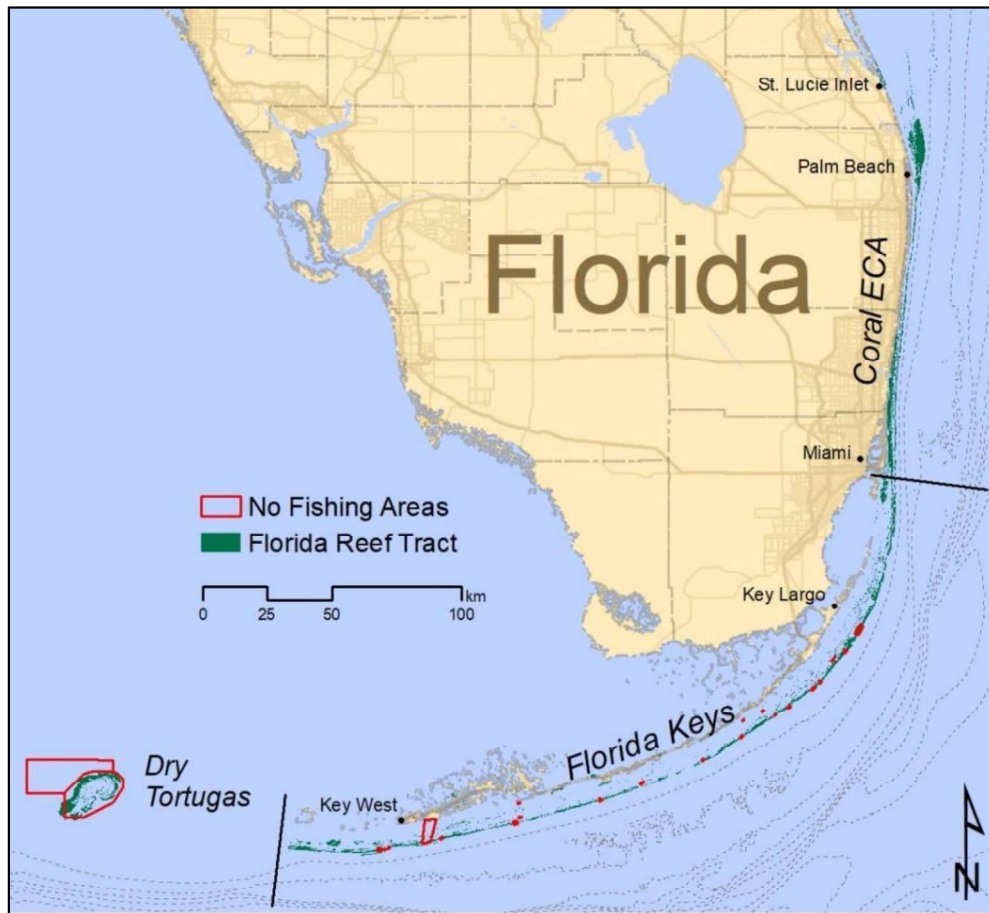 St. Lucie Inlet
Palm Beach
Coral ECA
Florida
Miami
No Fishing Areas
Florida Reef Tract
km
0 25 50 100
Key Largo
Florida Keys
Dry
Tortugas
Key West
N